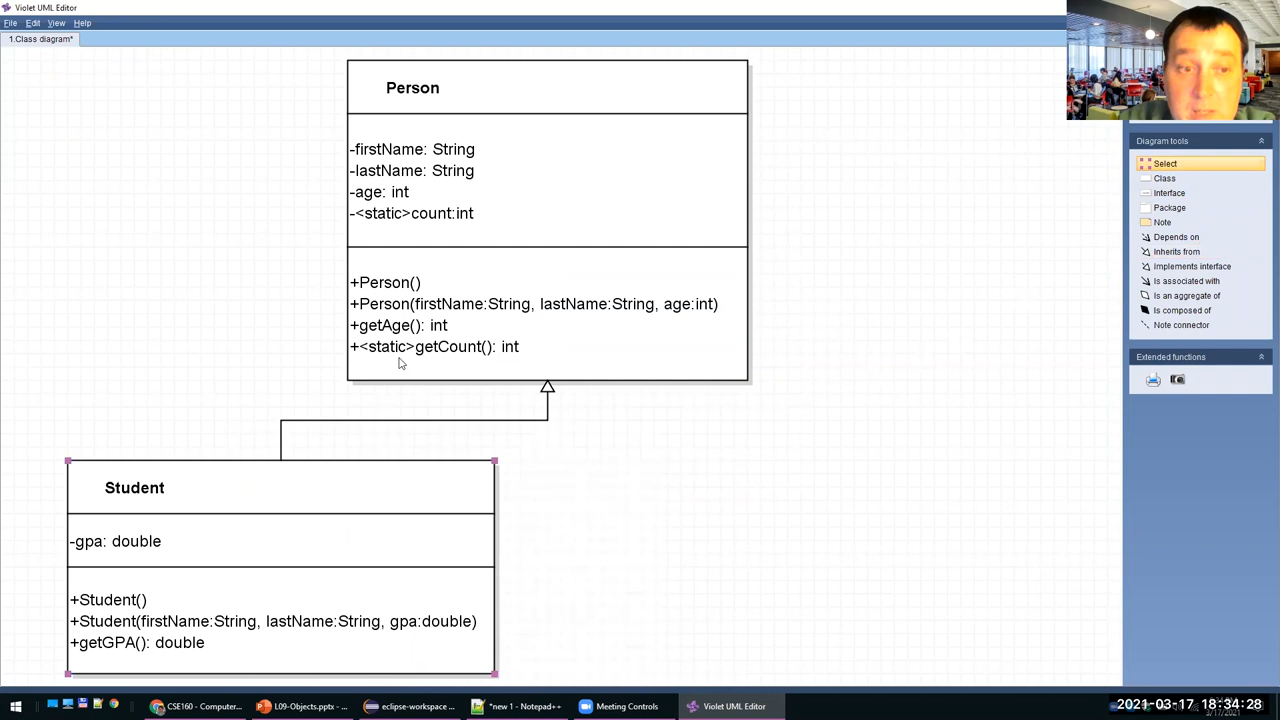 Violet UML Editor
File Edit View Help
1.Class diagram*
Person
-firstName: String
-lastName: String
-age: int
-<static>count:int
+Person()
+Person(firstName:String, lastName:String, age:int)
+getAge(): int
+<static>getCount(): int
Student
-gpa: double
+Student()
+Student(firstName:String, lastName:String, gpa:double)
+getGPA(): double
Diagram tools
Select
Class
Interface
Package
Note
Depends on
Inherits from
Implements interface
Is associated with
Is an aggregate of
Is composed of
Note connector
Extended functions
CSE160 - Computer...
L09-Objects.pptx - ...
eclipse-workspace ...
*new 1 - Notepad++
Meeting Controls
Violet UML Editor
2021-03-17 18:34:28